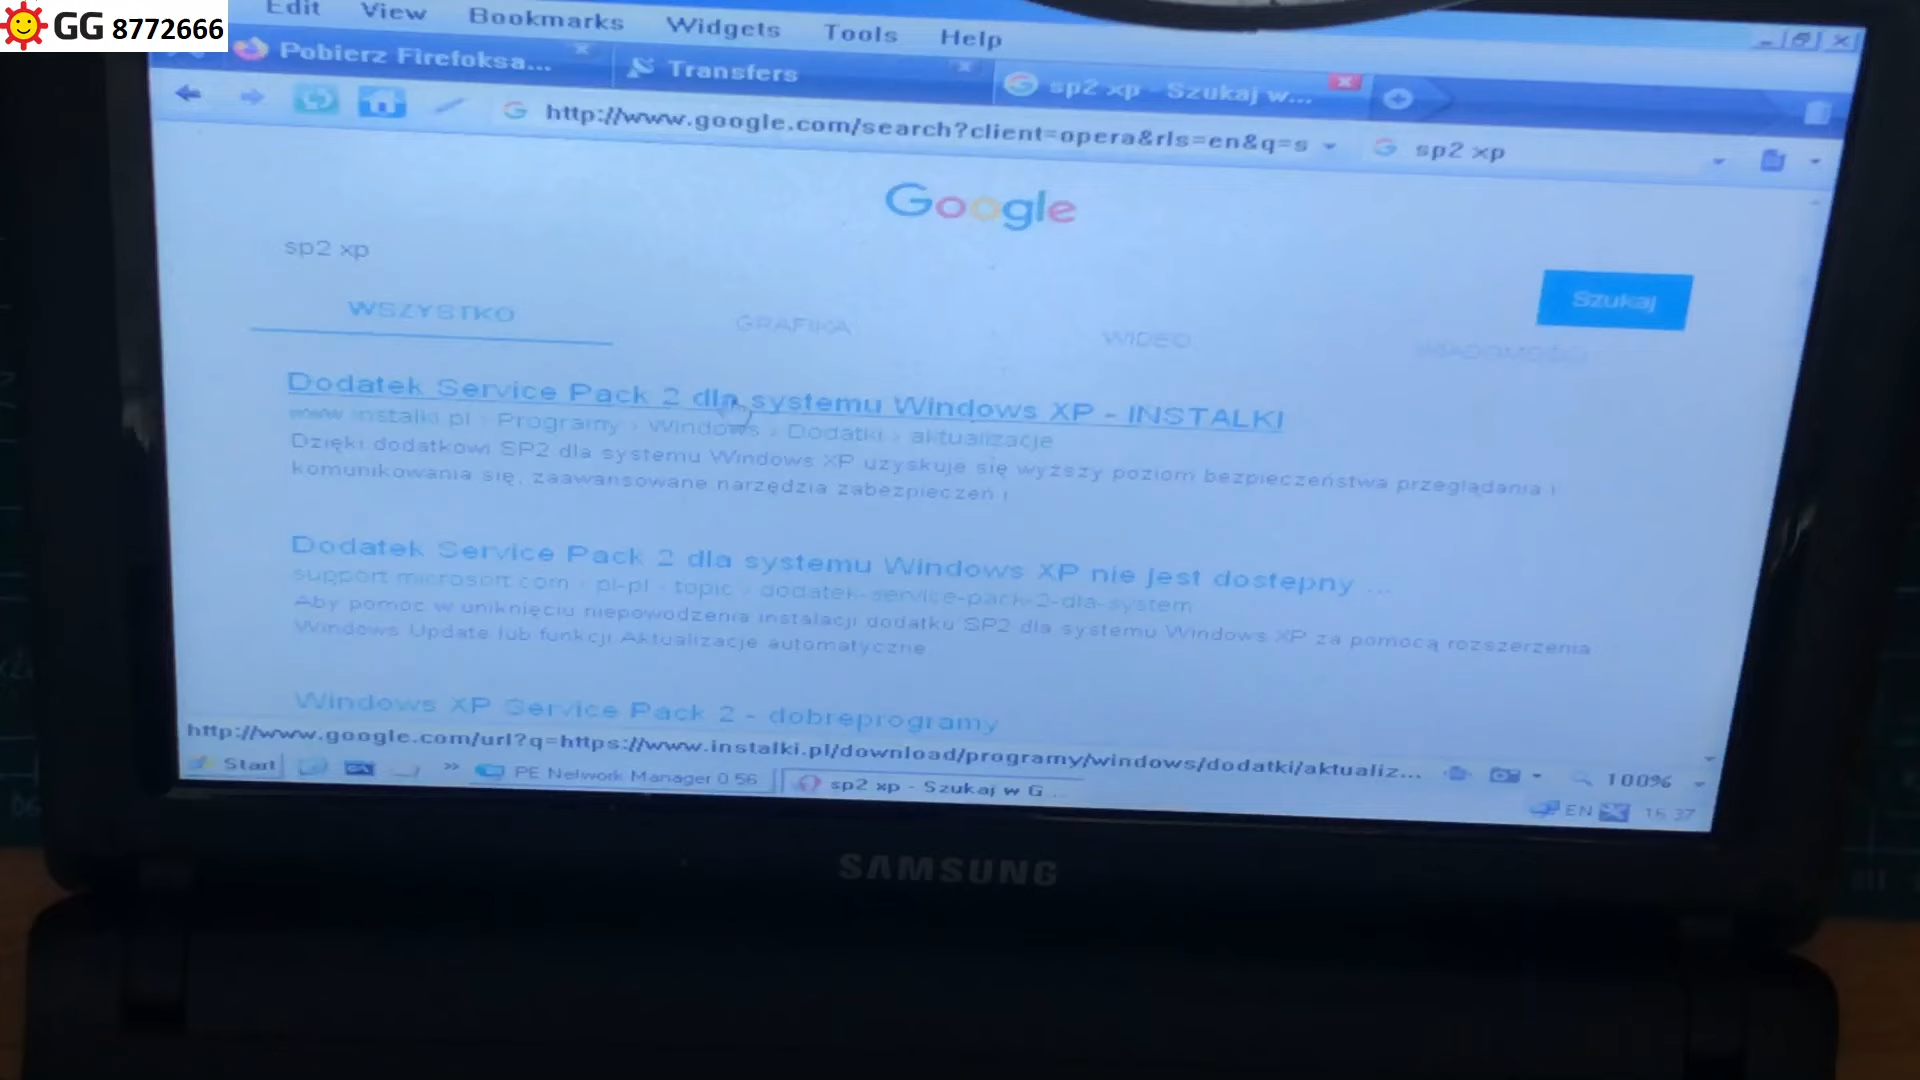 GG 8772666
Edit View Bookmarks Widgets Tools Help
Pobierz Firefoksa... Transfers sp2 xp - Szukaj w...
http://www.google.com/search?client=opera&rls=en&q=s sp2 xp
Google
sp2 xp
Szukaj
WSZYSTKO GRAFIKA WIDEO WIADOMOŚCI
Dodatek Service Pack 2 dla systemu Windows XP - INSTALKI
www.instalki.pl › Programy › Windows › Dodatki › aktualizacje
Dzięki dodatkowi SP2 dla systemu Windows XP uzyskuje się wyższy poziom bezpieczeństwa przeglądania i
komunikowania się, zaawansowane narzędzia zabezpieczeń i
Dodatek Service Pack 2 dla systemu Windows XP nie jest dostępny ...
support.microsoft.com › pl-pl › topic › dodatek-service-pack-2-dla-system
Aby pomóc w uniknięciu niepowodzenia instalacji dodatku SP2 dla systemu Windows XP za pomocą rozszerzenia
Windows Update lub funkcji Aktualizacje automatyczne
Windows XP Service Pack 2 - dobreprogramy
http://www.google.com/url?q=https://www.instalki.pl/download/programy/windows/dodatki/aktualiz...
100%
Start » PE Network Manager 0.56 sp2 xp - Szukaj w G...
EN 15:37
SAMSUNG